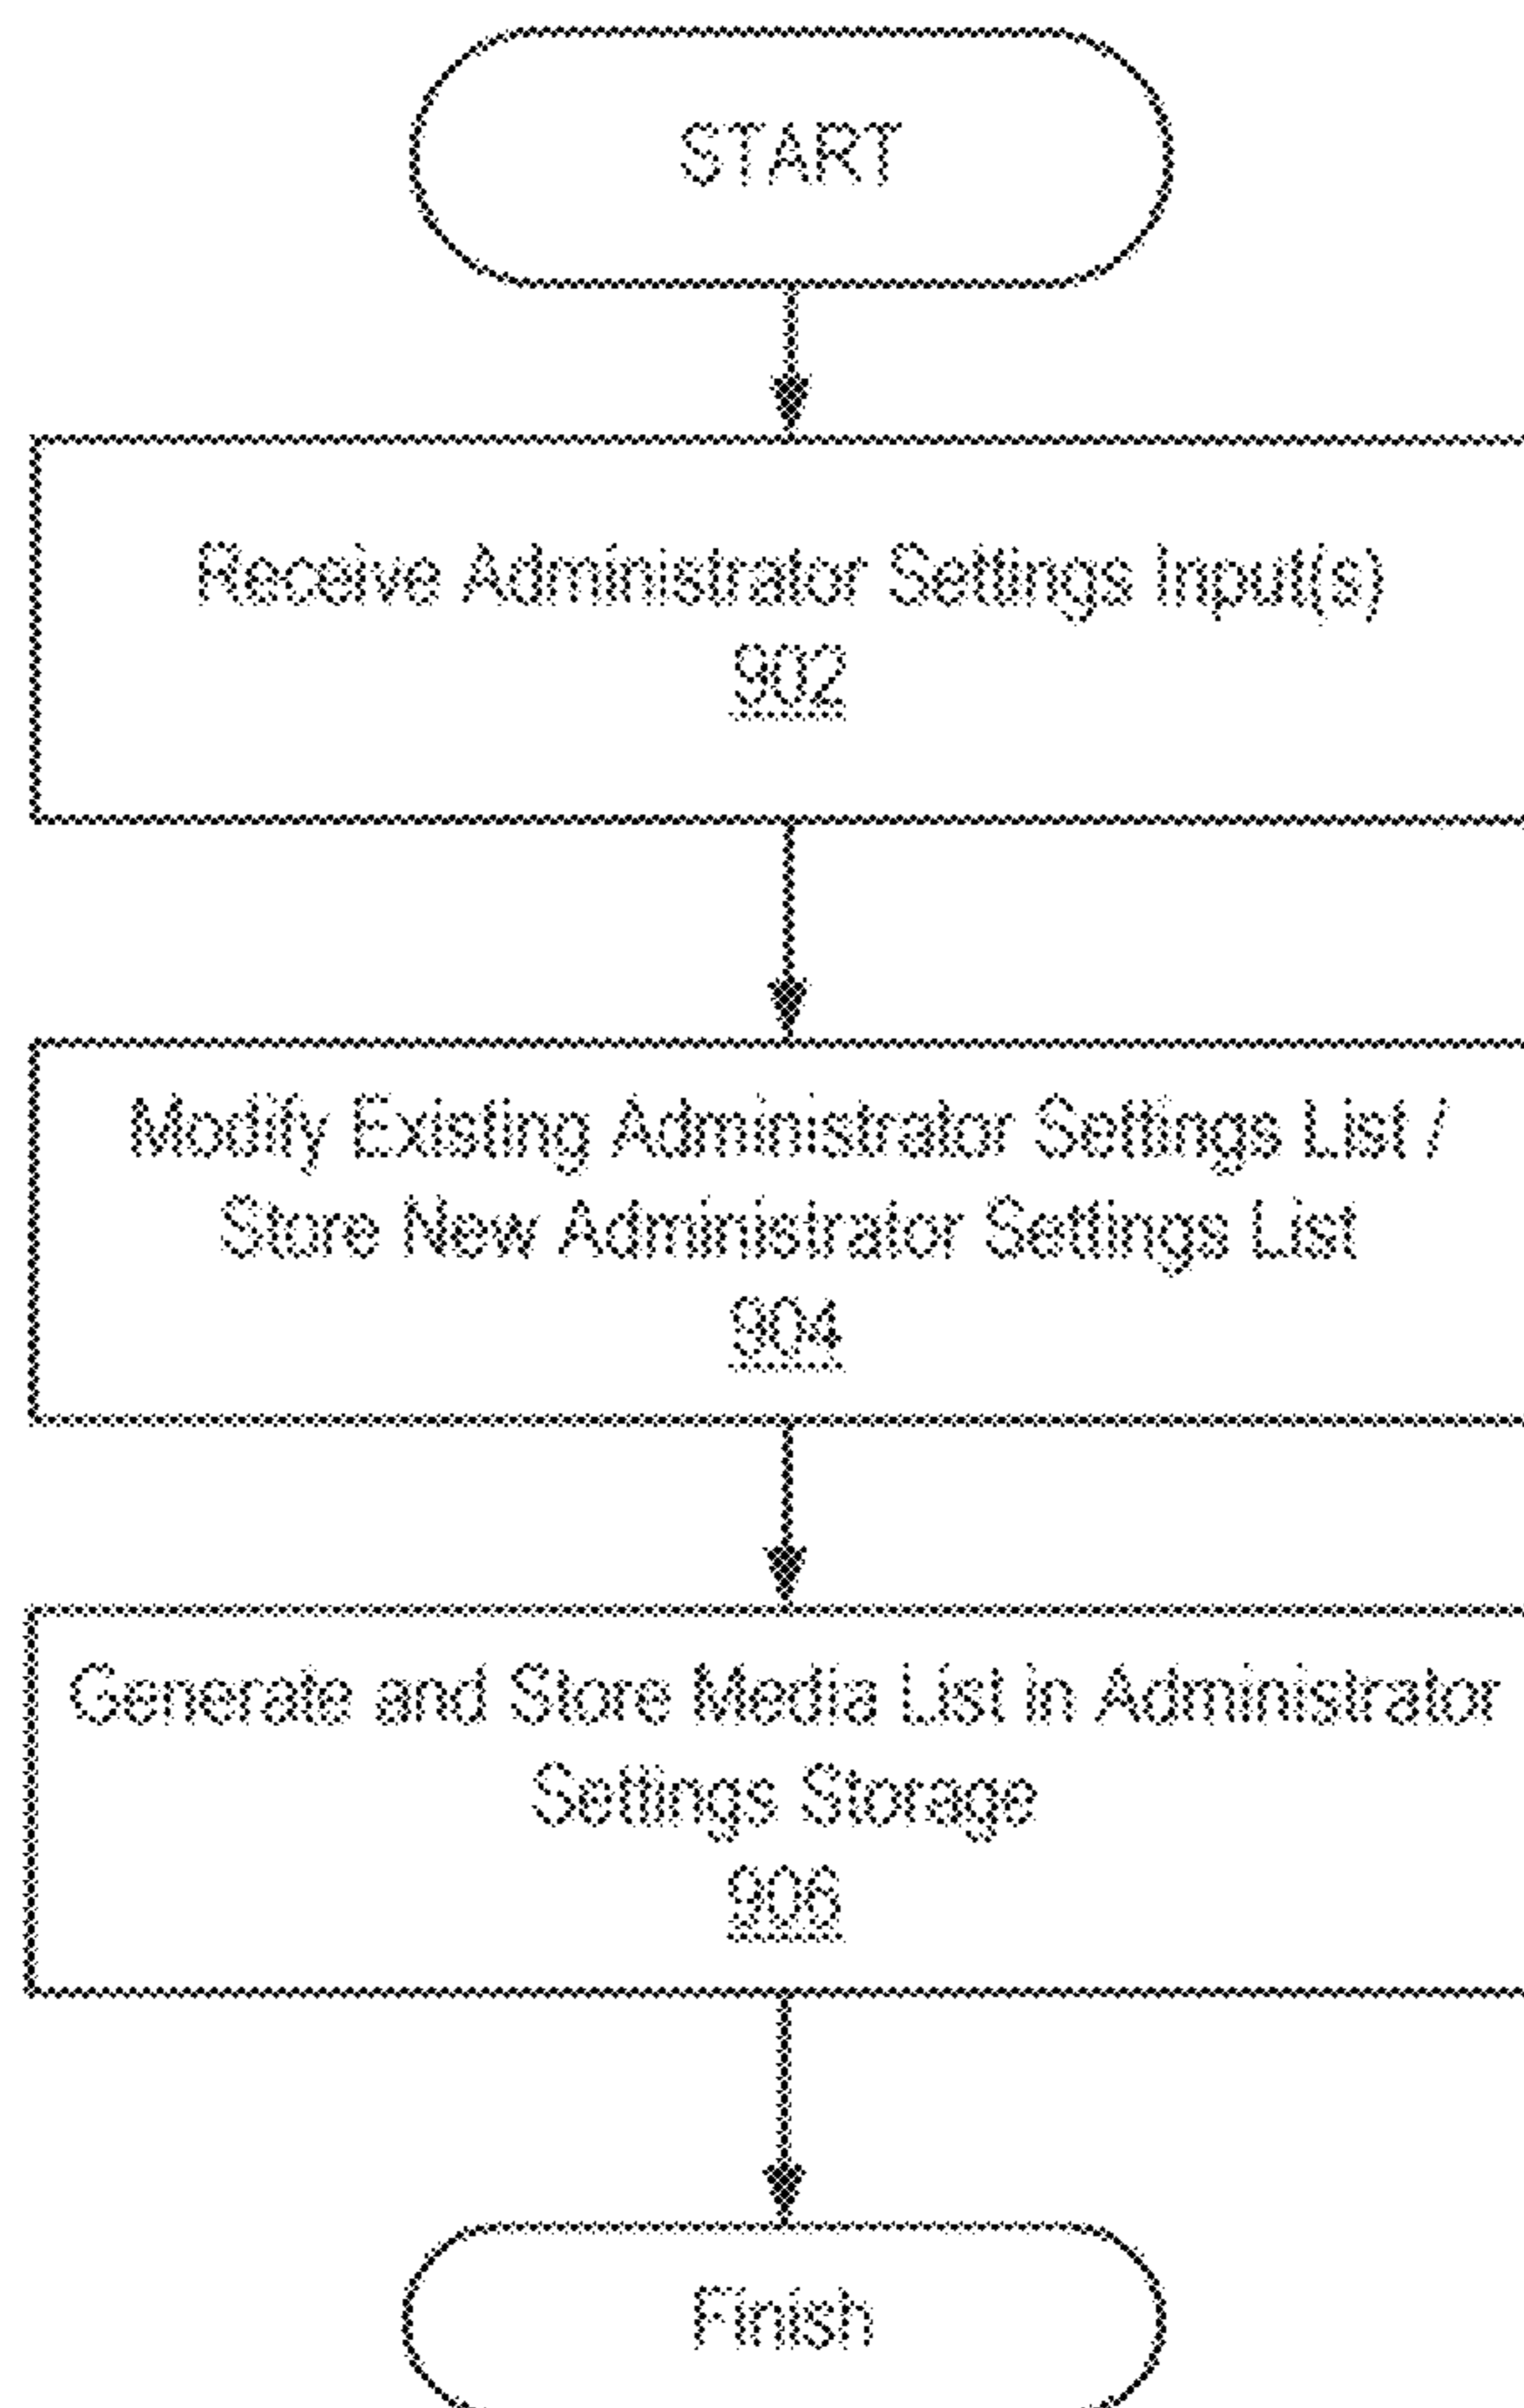 START
Receive Administrator Settings Input(s)
902
Modify Existing Administrator Settings List /
Store New Administrator Settings List
904
Generate and Store Media List in Administrator
Settings Storage
906
Finish